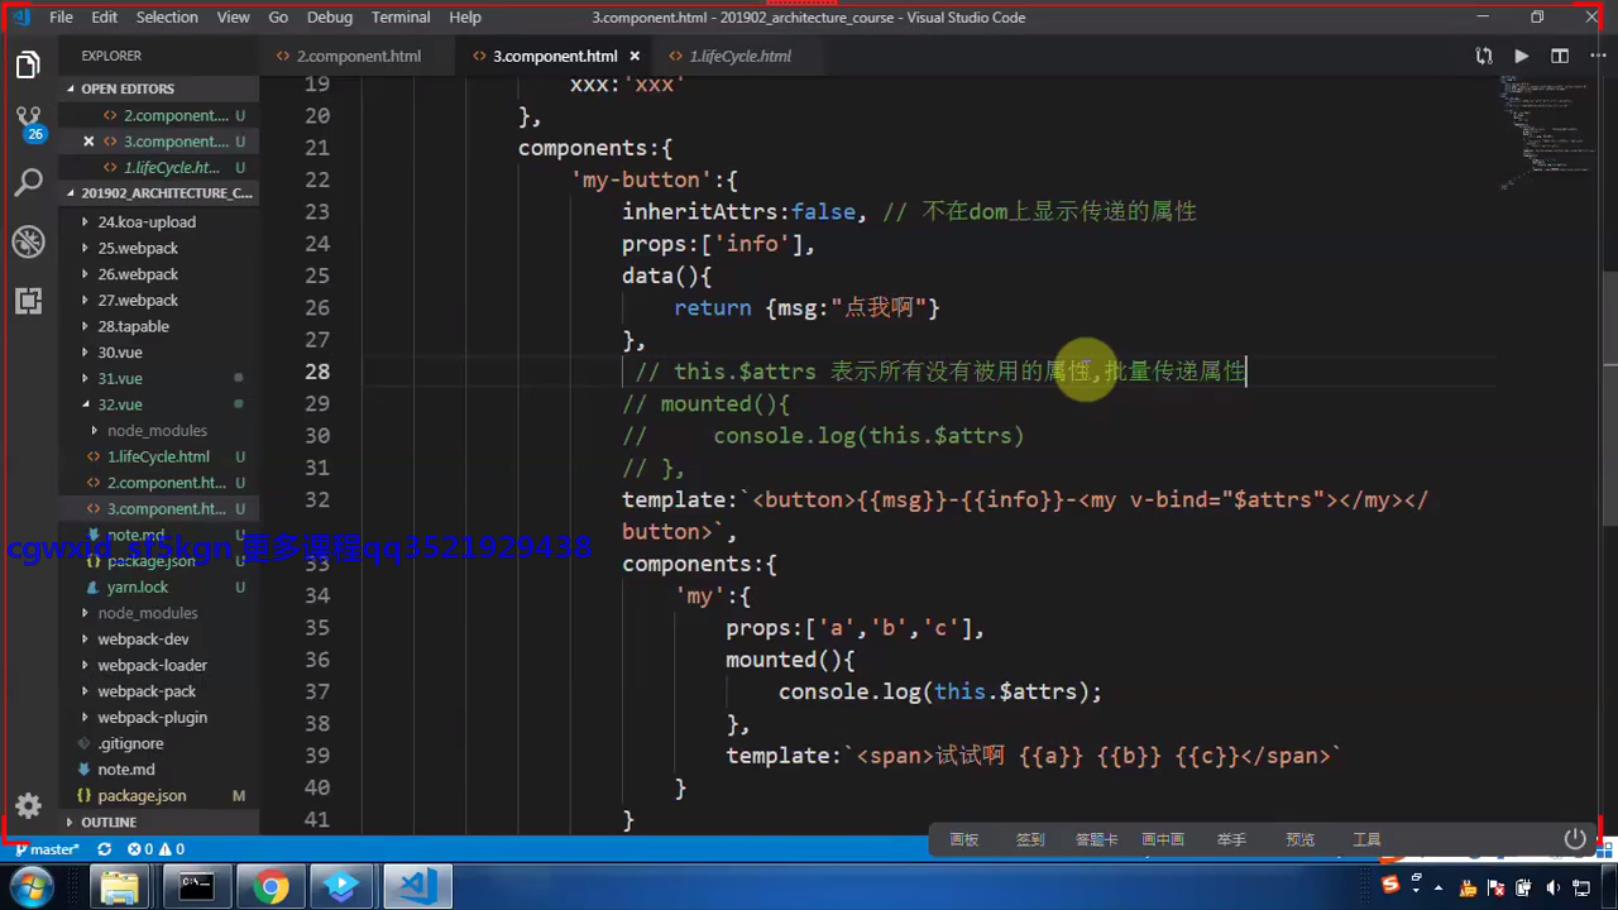 File Edit Selection View Go Debug Terminal Help
3.component.html - 201902_architecture_course - Visual Studio Code
EXPLORER
2.component.html
3.component.html
1.lifeCycle.html
OPEN EDITORS
2.component.... U
3.component.... U
1.lifeCycle.ht... U
201902_ARCHITECTURE_C...
24.koa-upload
25.webpack
26.webpack
27.webpack
28.tapable
30.vue
31.vue
32.vue
node_modules
1.lifeCycle.html U
2.component.ht... U
3.component.ht... U
note.md U
package.json U
yarn.lock U
node_modules
webpack-dev
webpack-loader
webpack-pack
webpack-plugin
.gitignore
note.md
package.json M
OUTLINE
26
19 xxx:'xxx'
20 },
21 components:{
22 'my-button':{
23 inheritAttrs:false, // 不在dom上显示传递的属性
24 props:['info'],
25 data(){
26 return {msg:"点我啊"}
27 },
28 // this.$attrs 表示所有没有被用的属性,批量传递属性
29 // mounted(){
30 // console.log(this.$attrs)
31 // },
32 template:`<button>{{msg}}-{{info}}-<my v-bind="$attrs"></my></
button>`,
33 components:{
34 'my':{
35 props:['a','b','c'],
36 mounted(){
37 console.log(this.$attrs);
38 },
39 template:`<span>试试啊 {{a}} {{b}} {{c}}</span>`
40 }
41 }
cgwxid_sf5kgn 更多课程qq3521929438
画板 签到 答题卡 画中画 举手 预览 工具
master* 0 0